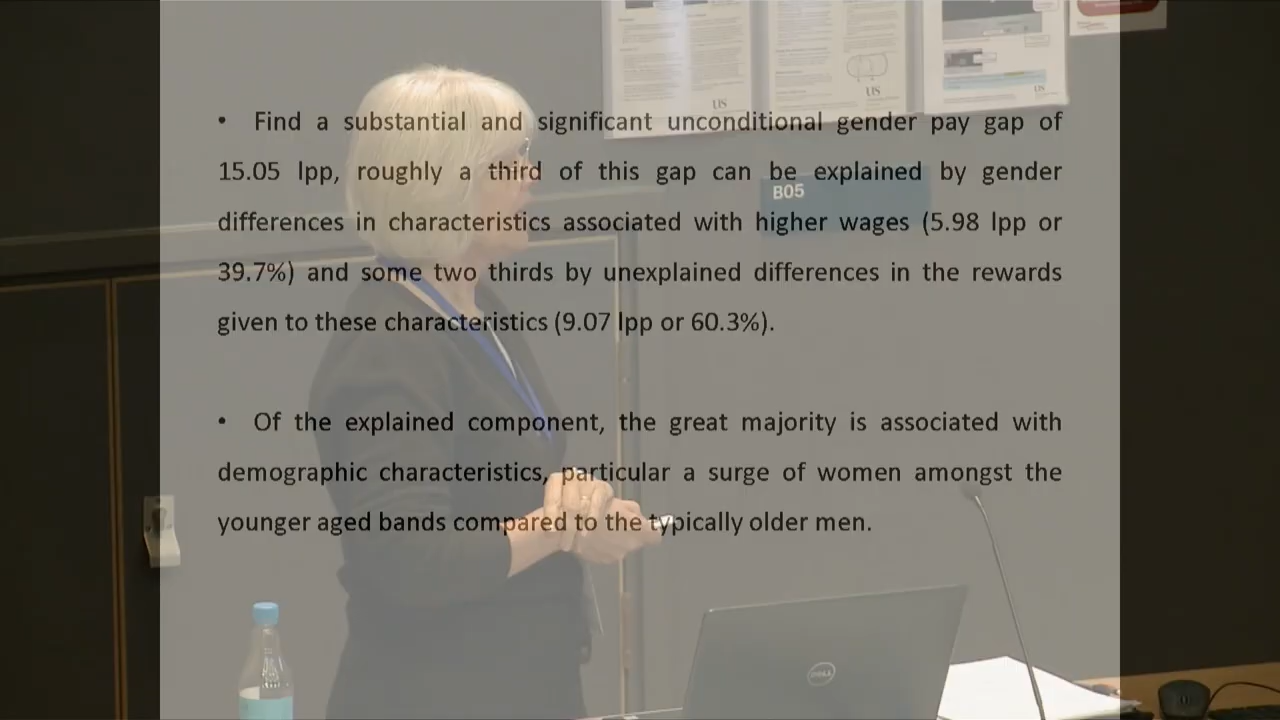 US
US
US
• Find a substantial and significant unconditional gender pay gap of
15.05 lpp, roughly a third of this gap can be explained by gender
B05
differences in characteristics associated with higher wages (5.98 lpp or
39.7%) and some two thirds by unexplained differences in the rewards
given to these characteristics (9.07 lpp or 60.3%).
• Of the explained component, the great majority is associated with
demographic characteristics, particular a surge of women amongst the
younger aged bands compared to the typically older men.
DELL